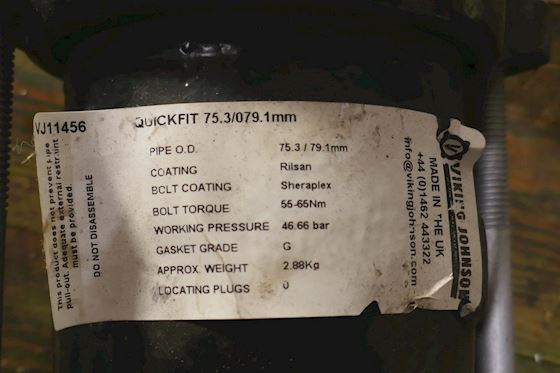 VJ11456
QUICKFIT 75.3/079.1mm
This product does not prevent pipe
pull-out. Adequate external restraint
must be provided.
DO NOT DISASSEMBLE
PIPE O.D. 75.3 / 79.1mm
COATING Rilsan
BOLT COATING Sheraplex
BOLT TORQUE 55-65Nm
WORKING PRESSURE 46.66 bar
GASKET GRADE G
APPROX. WEIGHT 2.88Kg
LOCATING PLUGS 0
VIKING JOHNSON
MADE IN THE UK
+44 (0)1462 443322
info@vikingjohnson.com